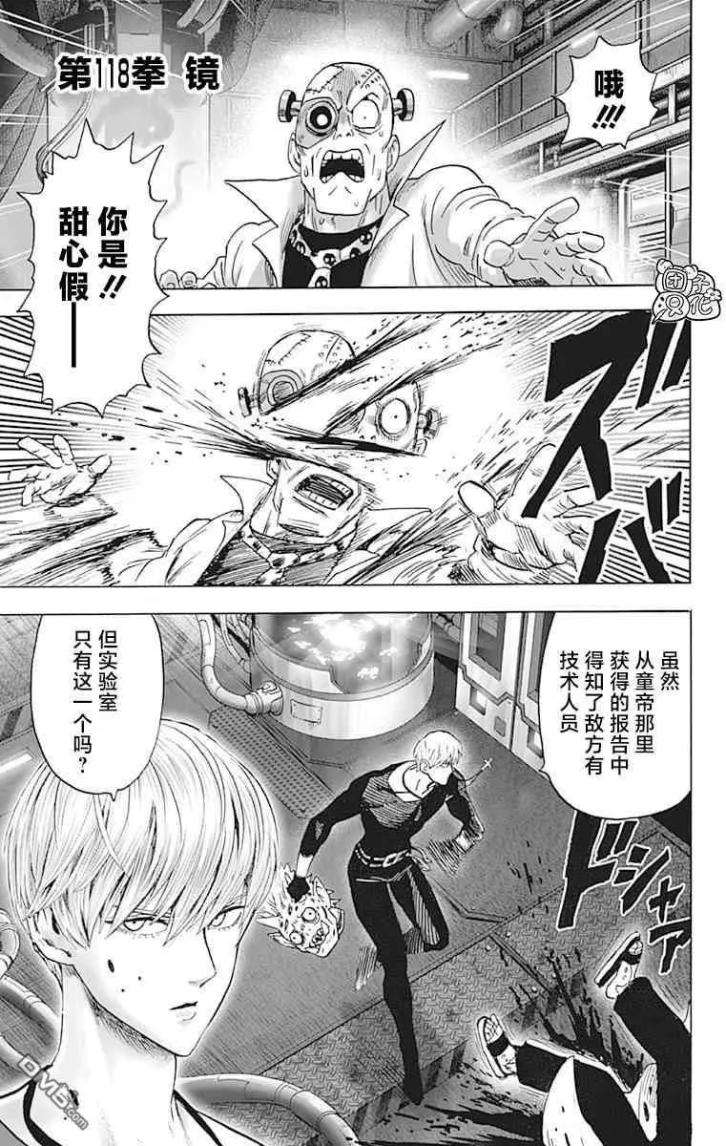 第118拳 镜
哦!!!
你是!!
甜心假——
ズバ
虽然
从童帝那里
获得的报告中
得知了敌方有
技术人员
但实验室
只有这一个吗？
ドシャァ